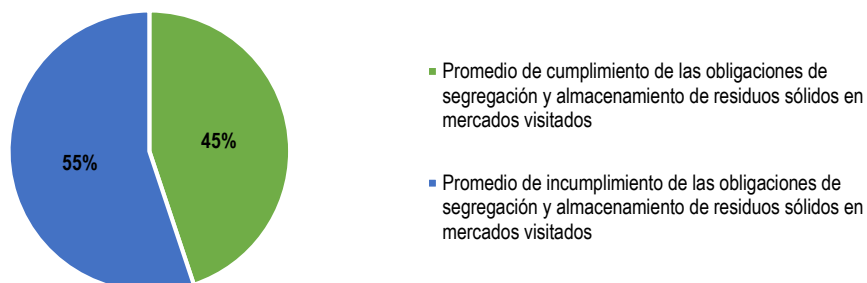 45%
55%
Promedio de cumplimiento de las obligaciones de
segregación y almacenamiento de residuos sólidos en
mercados visitados
Promedio de incumplimiento de las obligaciones de
segregación y almacenamiento de residuos sólidos en
mercados visitados